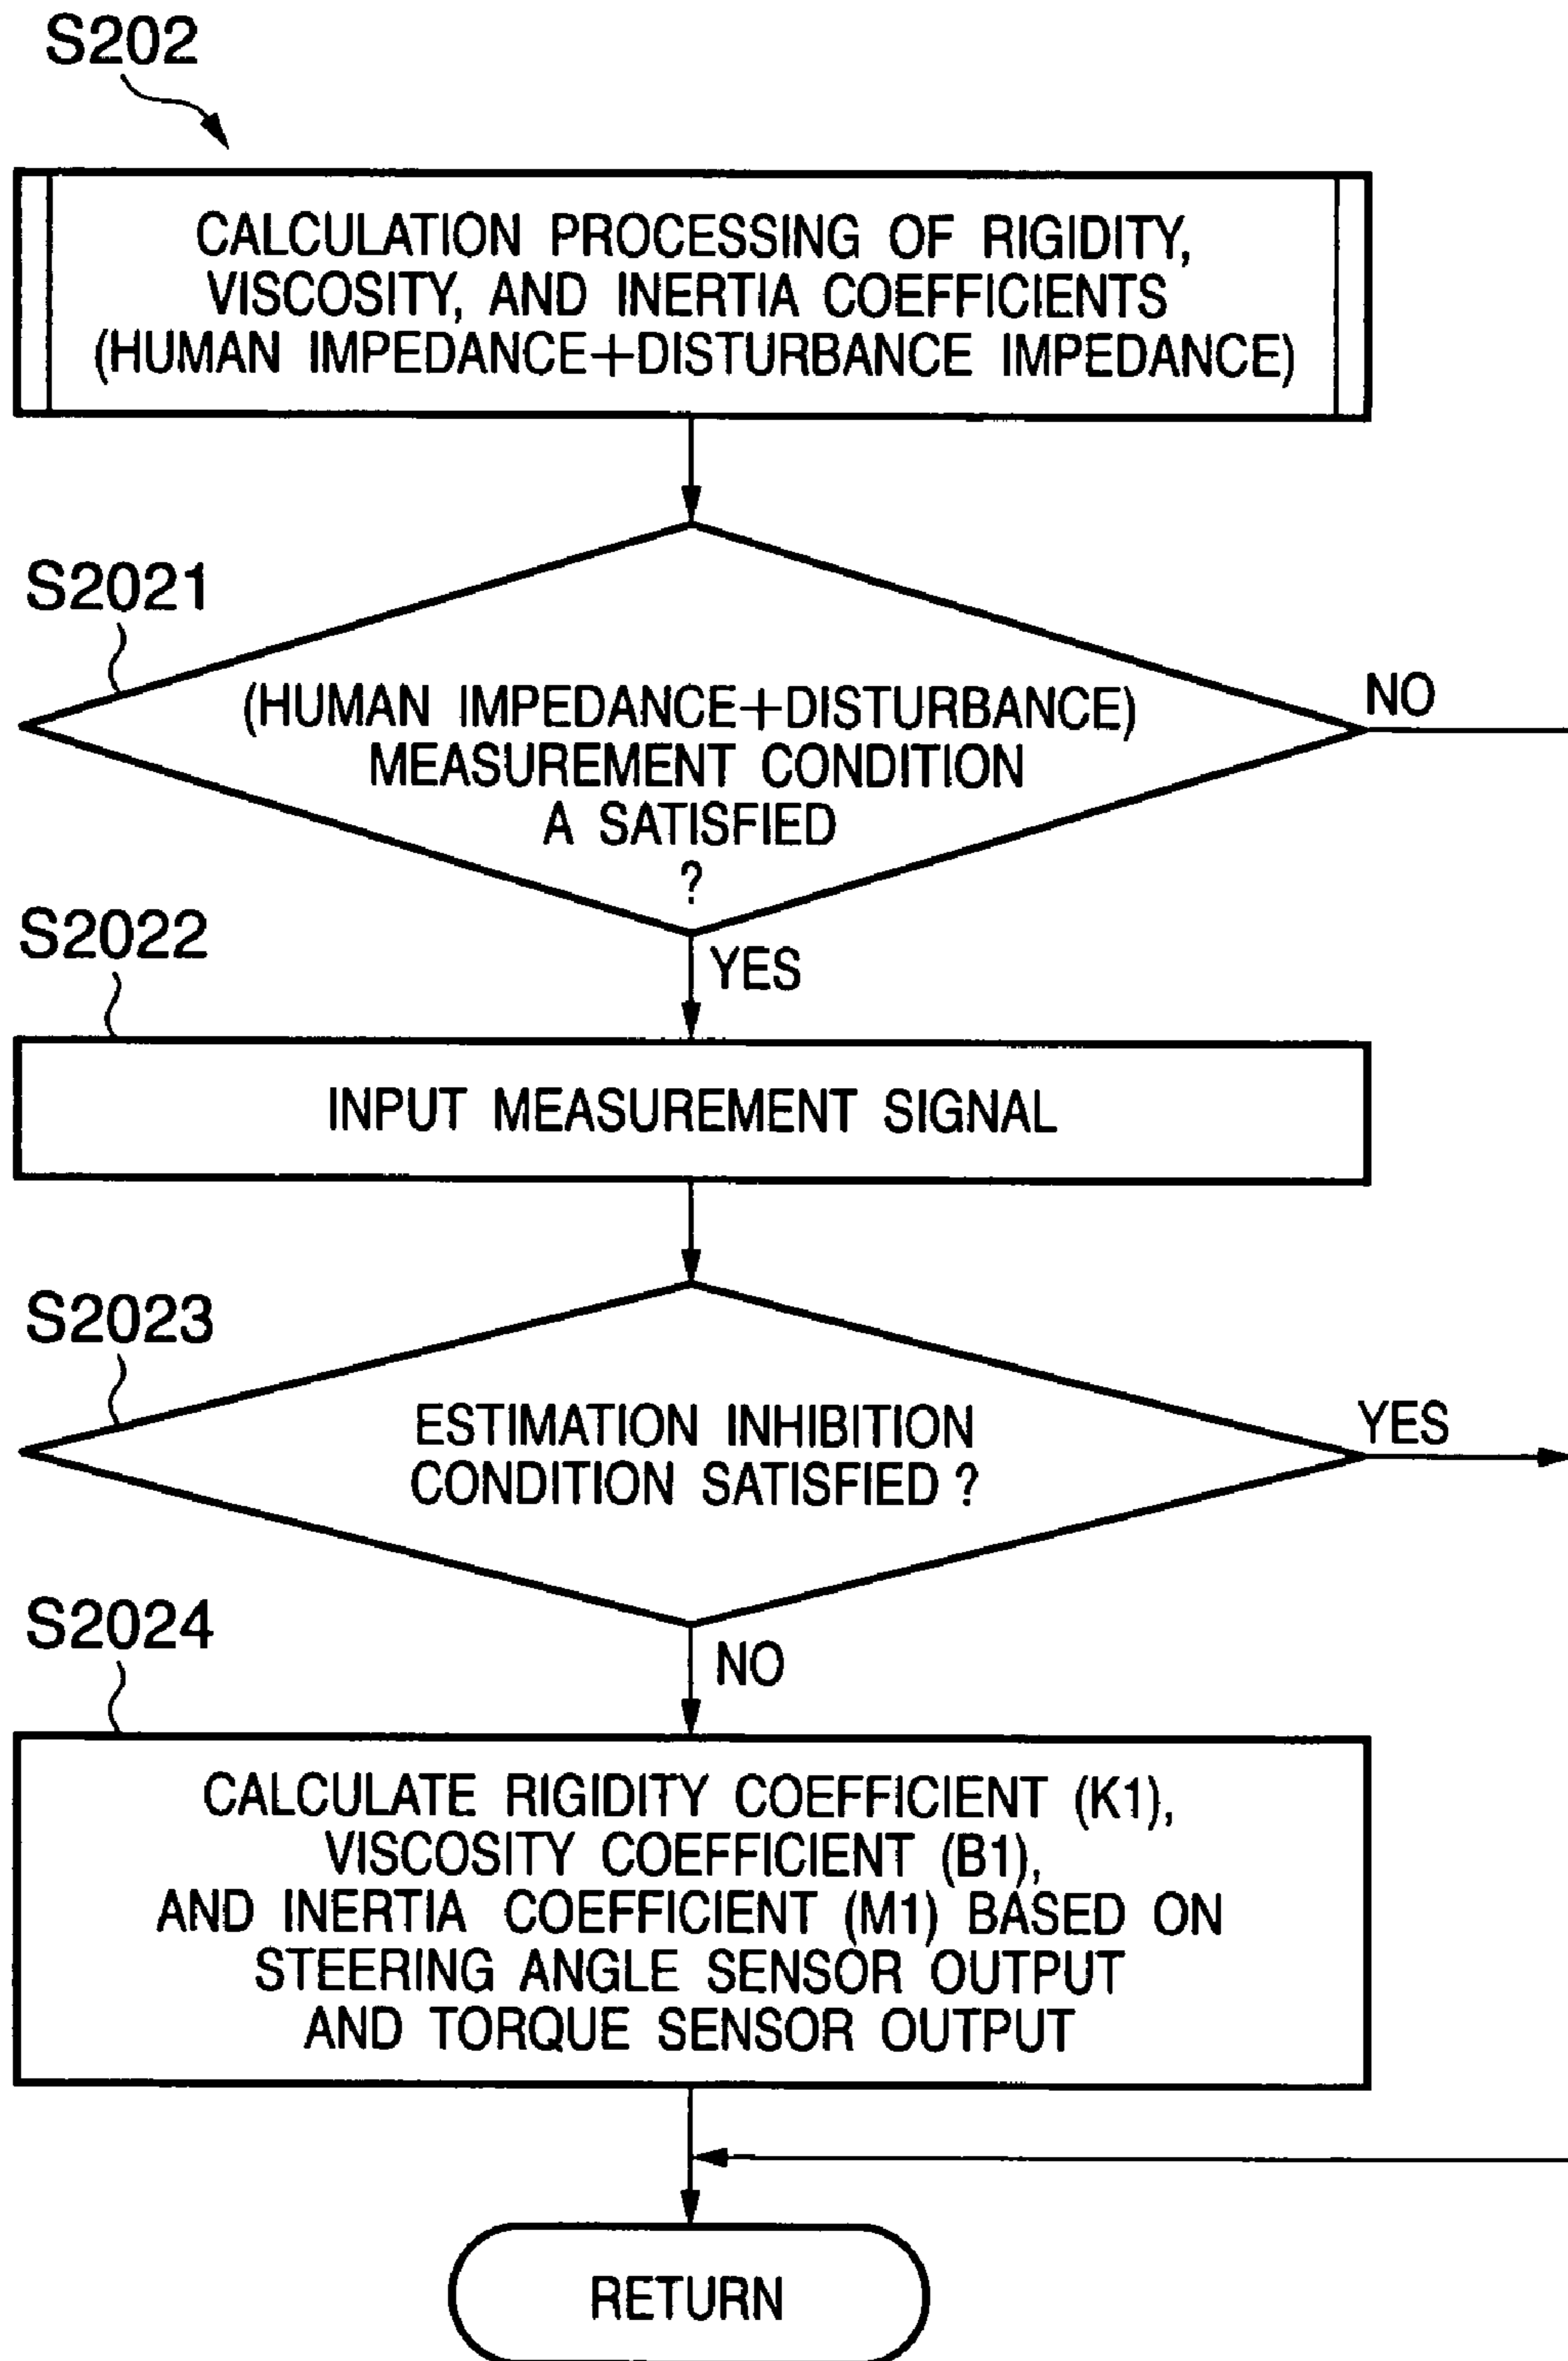 S202
CALCULATION PROCESSING OF RIGIDITY,
VISCOSITY, AND INERTIA COEFFICIENTS
(HUMAN IMPEDANCE+DISTURBANCE IMPEDANCE)
S2021
(HUMAN IMPEDANCE+DISTURBANCE)
MEASUREMENT CONDITION
A SATISFIED
?
NO
YES
S2022
INPUT MEASUREMENT SIGNAL
S2023
ESTIMATION INHIBITION
CONDITION SATISFIED ?
YES
NO
S2024
CALCULATE RIGIDITY COEFFICIENT (K1),
VISCOSITY COEFFICIENT (B1),
AND INERTIA COEFFICIENT (M1) BASED ON
STEERING ANGLE SENSOR OUTPUT
AND TORQUE SENSOR OUTPUT
RETURN